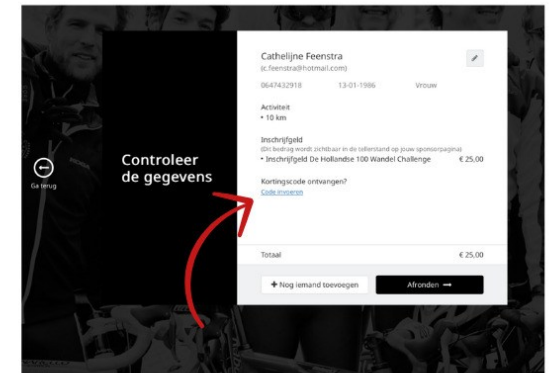 Ga terug
Controleer
de gegevens
Cathelijne Feenstra
(c.feenstra@hotmail.com)
0647432918 13-01-1986 Vrouw
Activiteit
• 10 km
Inschrijfgeld
(Dit bedrag wordt zichtbaar in de tellerstand op jouw sponsorpagina)
• Inschrijfgeld De Hollandse 100 Wandel Challenge € 25,00
Kortingscode ontvangen?
Code invoeren
Totaal € 25,00
+ Nog iemand toevoegen
Afronden